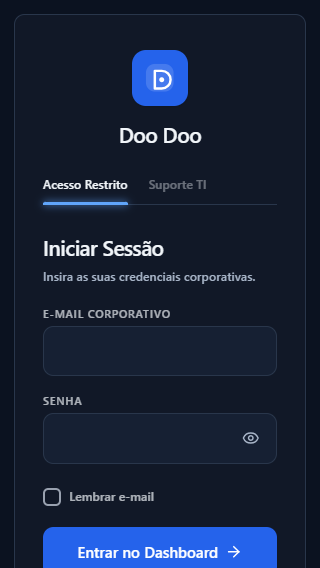 D
Doo Doo
Acesso Restrito
Suporte TI
Iniciar Sessão
Insira as suas credenciais corporativas.
E-MAIL CORPORATIVO
SENHA
Lembrar e-mail
Entrar no Dashboard →